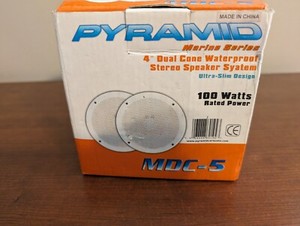 MADE IN CHINA
PYRAMID
Marine Series
4" Dual Cone Waterproof
Stereo Speaker System
Ultra-Slim Design
100 Watts
Rated Power
CE
MDC-5